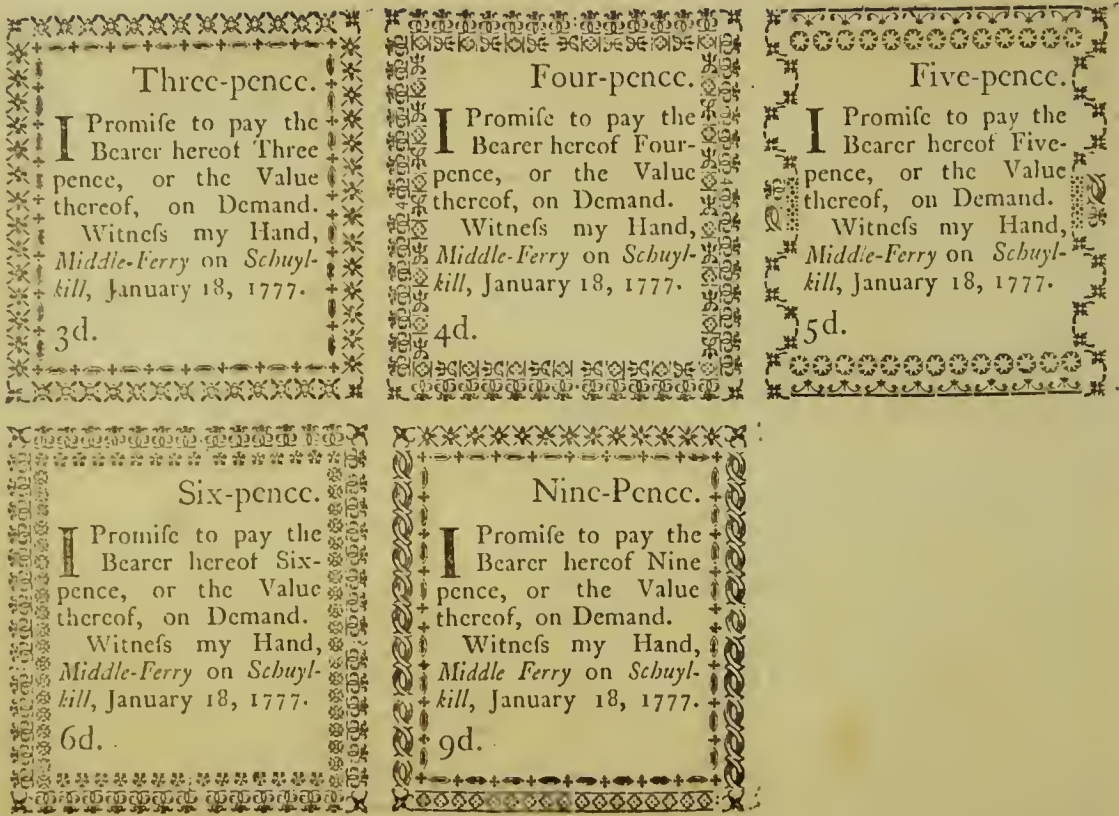 Three-pence.
I Promiſe to pay the
Bearer hereof Three
pence, or the Value
thereof, on Demand.
Witneſs my Hand,
Middle-Ferry on Schuyl-
kill, January 18, 1777.
3d.
Four-pence.
I Promiſe to pay the
Bearer hereof Four-
pence, or the Value
thereof, on Demand.
Witneſs my Hand,
Middle-Ferry on Schuyl-
kill, January 18, 1777.
4d.
Five-pence.
I Promiſe to pay the
Bearer hereof Five-
pence, or the Value
thereof, on Demand.
Witneſs my Hand,
Middle-Ferry on Schuyl-
kill, January 18, 1777.
5d.
Six-pence.
I Promiſe to pay the
Bearer hereof Six-
pence, or the Value
thereof, on Demand.
Witneſs my Hand,
Middle-Ferry on Schuyl-
kill, January 18, 1777.
6d.
Nine-Pence.
I Promiſe to pay the
Bearer hereof Nine
pence, or the Value
thereof, on Demand.
Witneſs my Hand,
Middle Ferry on Schuyl-
kill, January 18, 1777.
9d.